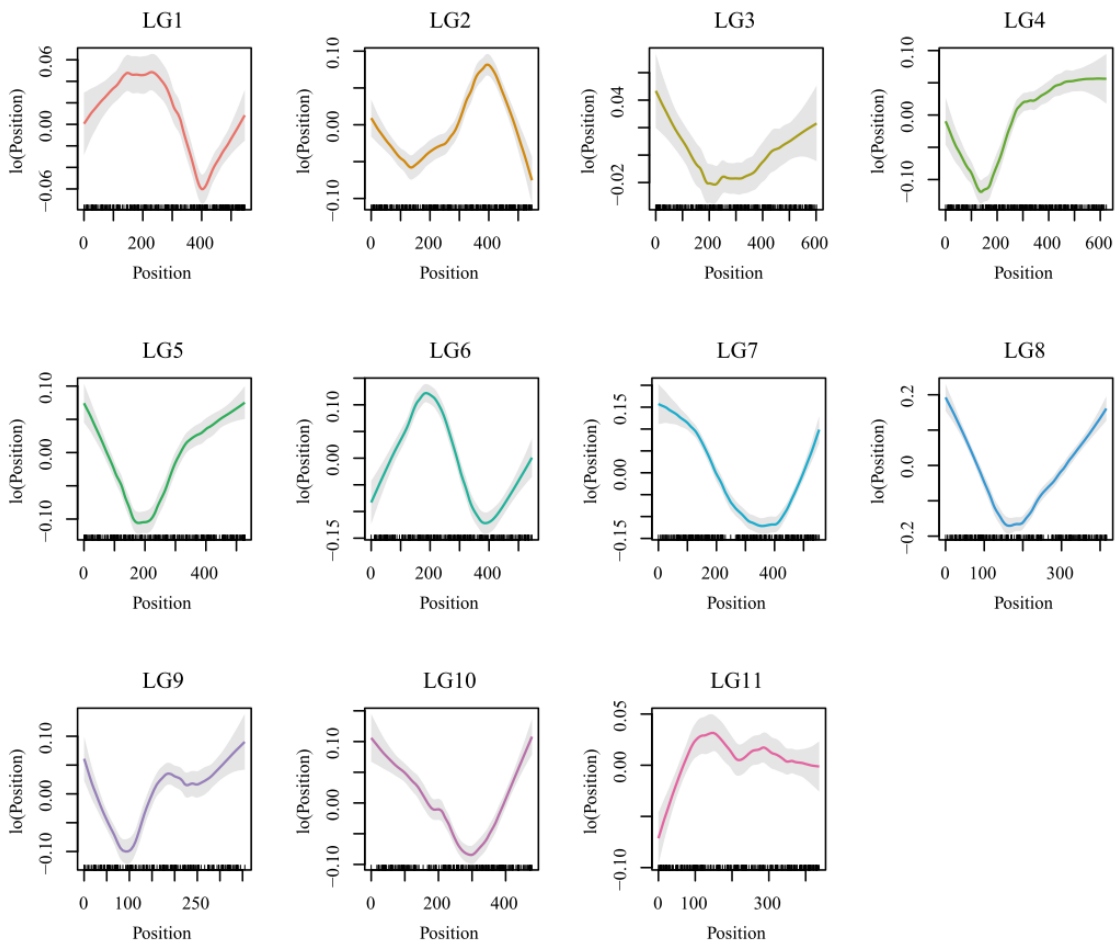 LG1 LG2 LG3 LG4
lo(Position) lo(Position) lo(Position) lo(Position)
0.06 0.00 −0.06 0.10 0.00 −0.10 0.04 −0.02 0.10 0.00 −0.10
0 200 400 0 200 400 0 200 400 600 0 200 400 600
Position Position Position Position
LG5 LG6 LG7 LG8
lo(Position) lo(Position) lo(Position) lo(Position)
0.10 0.00 −0.10 0.10 0.00 −0.15 0.15 0.00 −0.15 0.2 0.0 −0.2
0 200 400 0 200 400 0 200 400 0 100 300
Position Position Position Position
LG9 LG10 LG11
lo(Position) lo(Position) lo(Position)
0.10 0.00 −0.10 0.10 0.00 −0.10 0.05 0.00 −0.10
0 100 250 0 200 400 0 100 300
Position Position Position